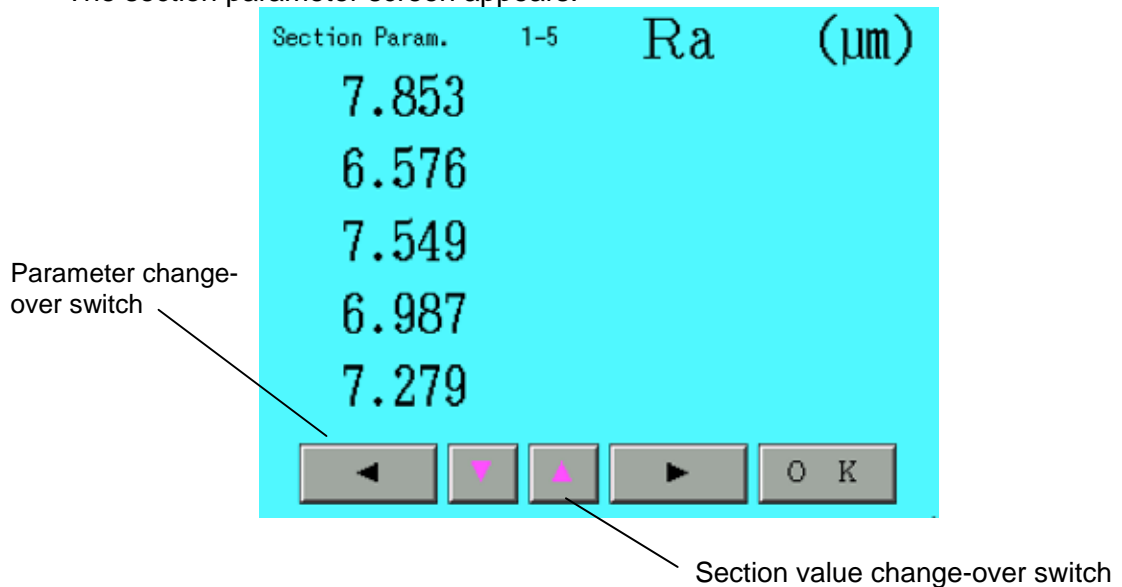 The section parameter screen appears.
Section Param. 1-5 Ra (μm)
7.853
6.576
7.549
6.987
7.279
Parameter change-
over switch
◄ ▼ ▲ ► O K
Section value change-over switch